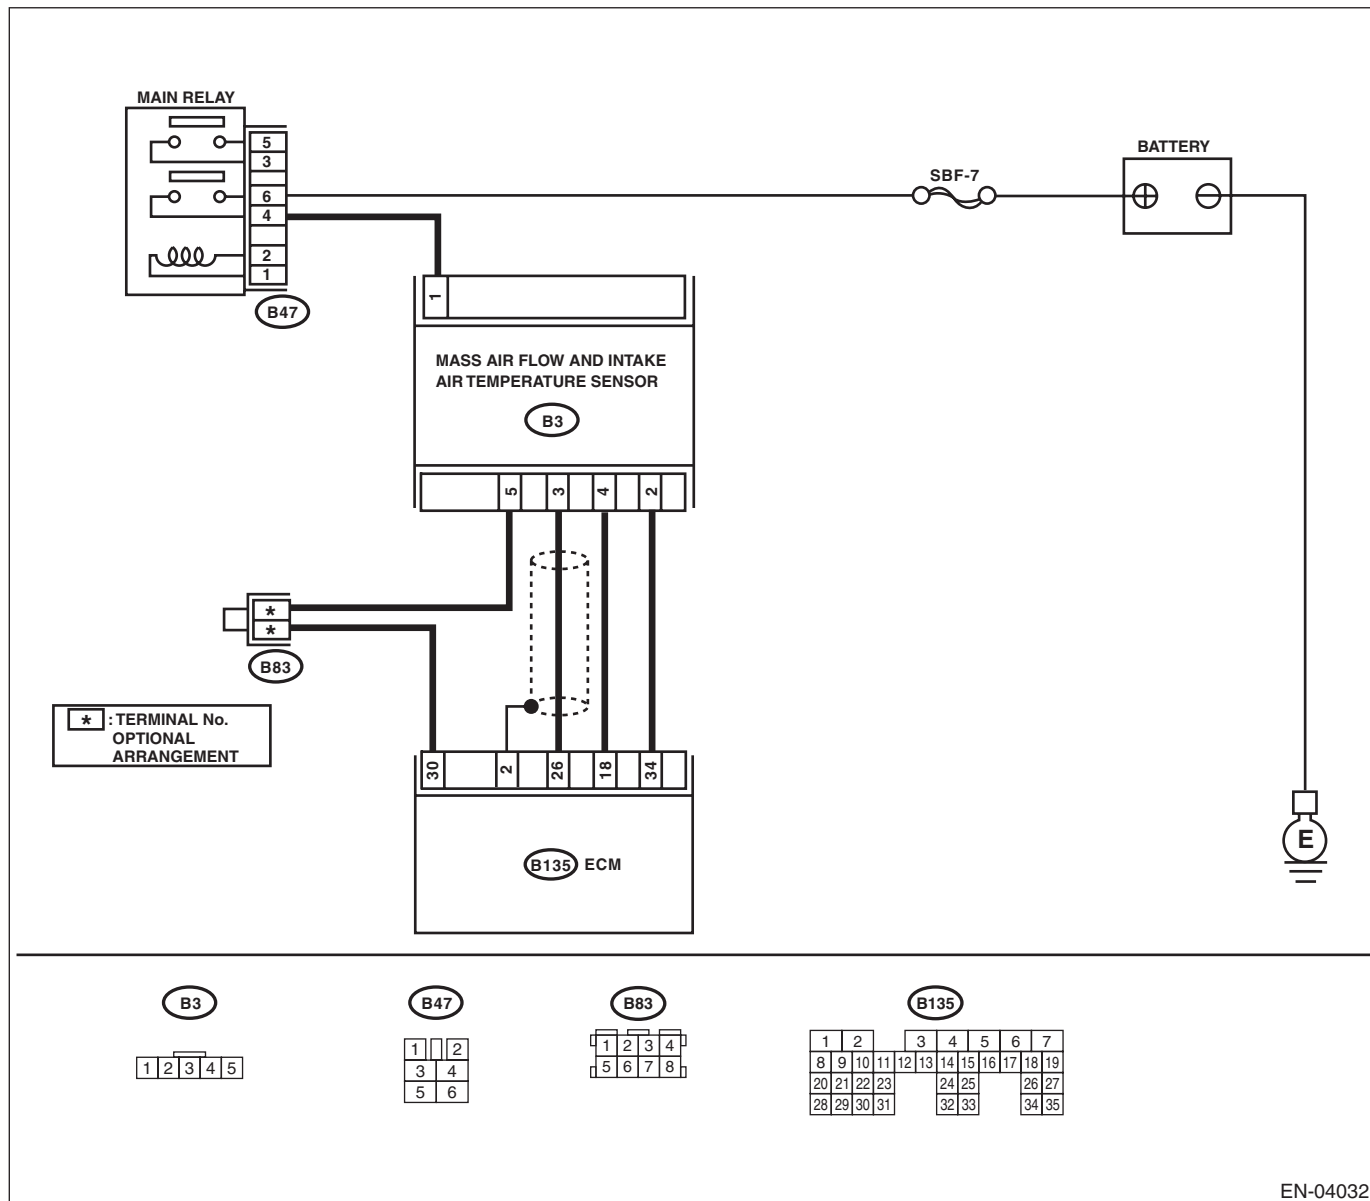 MAIN RELAY
5
3
6
4
2
1
B47
SBF-7
BATTERY
1
MASS AIR FLOW AND INTAKE
AIR TEMPERATURE SENSOR
B3
5 3 4 2
*
*
B83
* : TERMINAL No.
OPTIONAL
ARRANGEMENT
30 2 26 18 34
B135 ECM
E
B3
1 2 3 4 5
B47
1 2
3 4
5 6
B83
1 2 3 4
5 6 7 8
B135
1 2 3 4 5 6 7
8 9 10 11 12 13 14 15 16 17 18 19
20 21 22 23 24 25 26 27
28 29 30 31 32 33 34 35
EN-04032